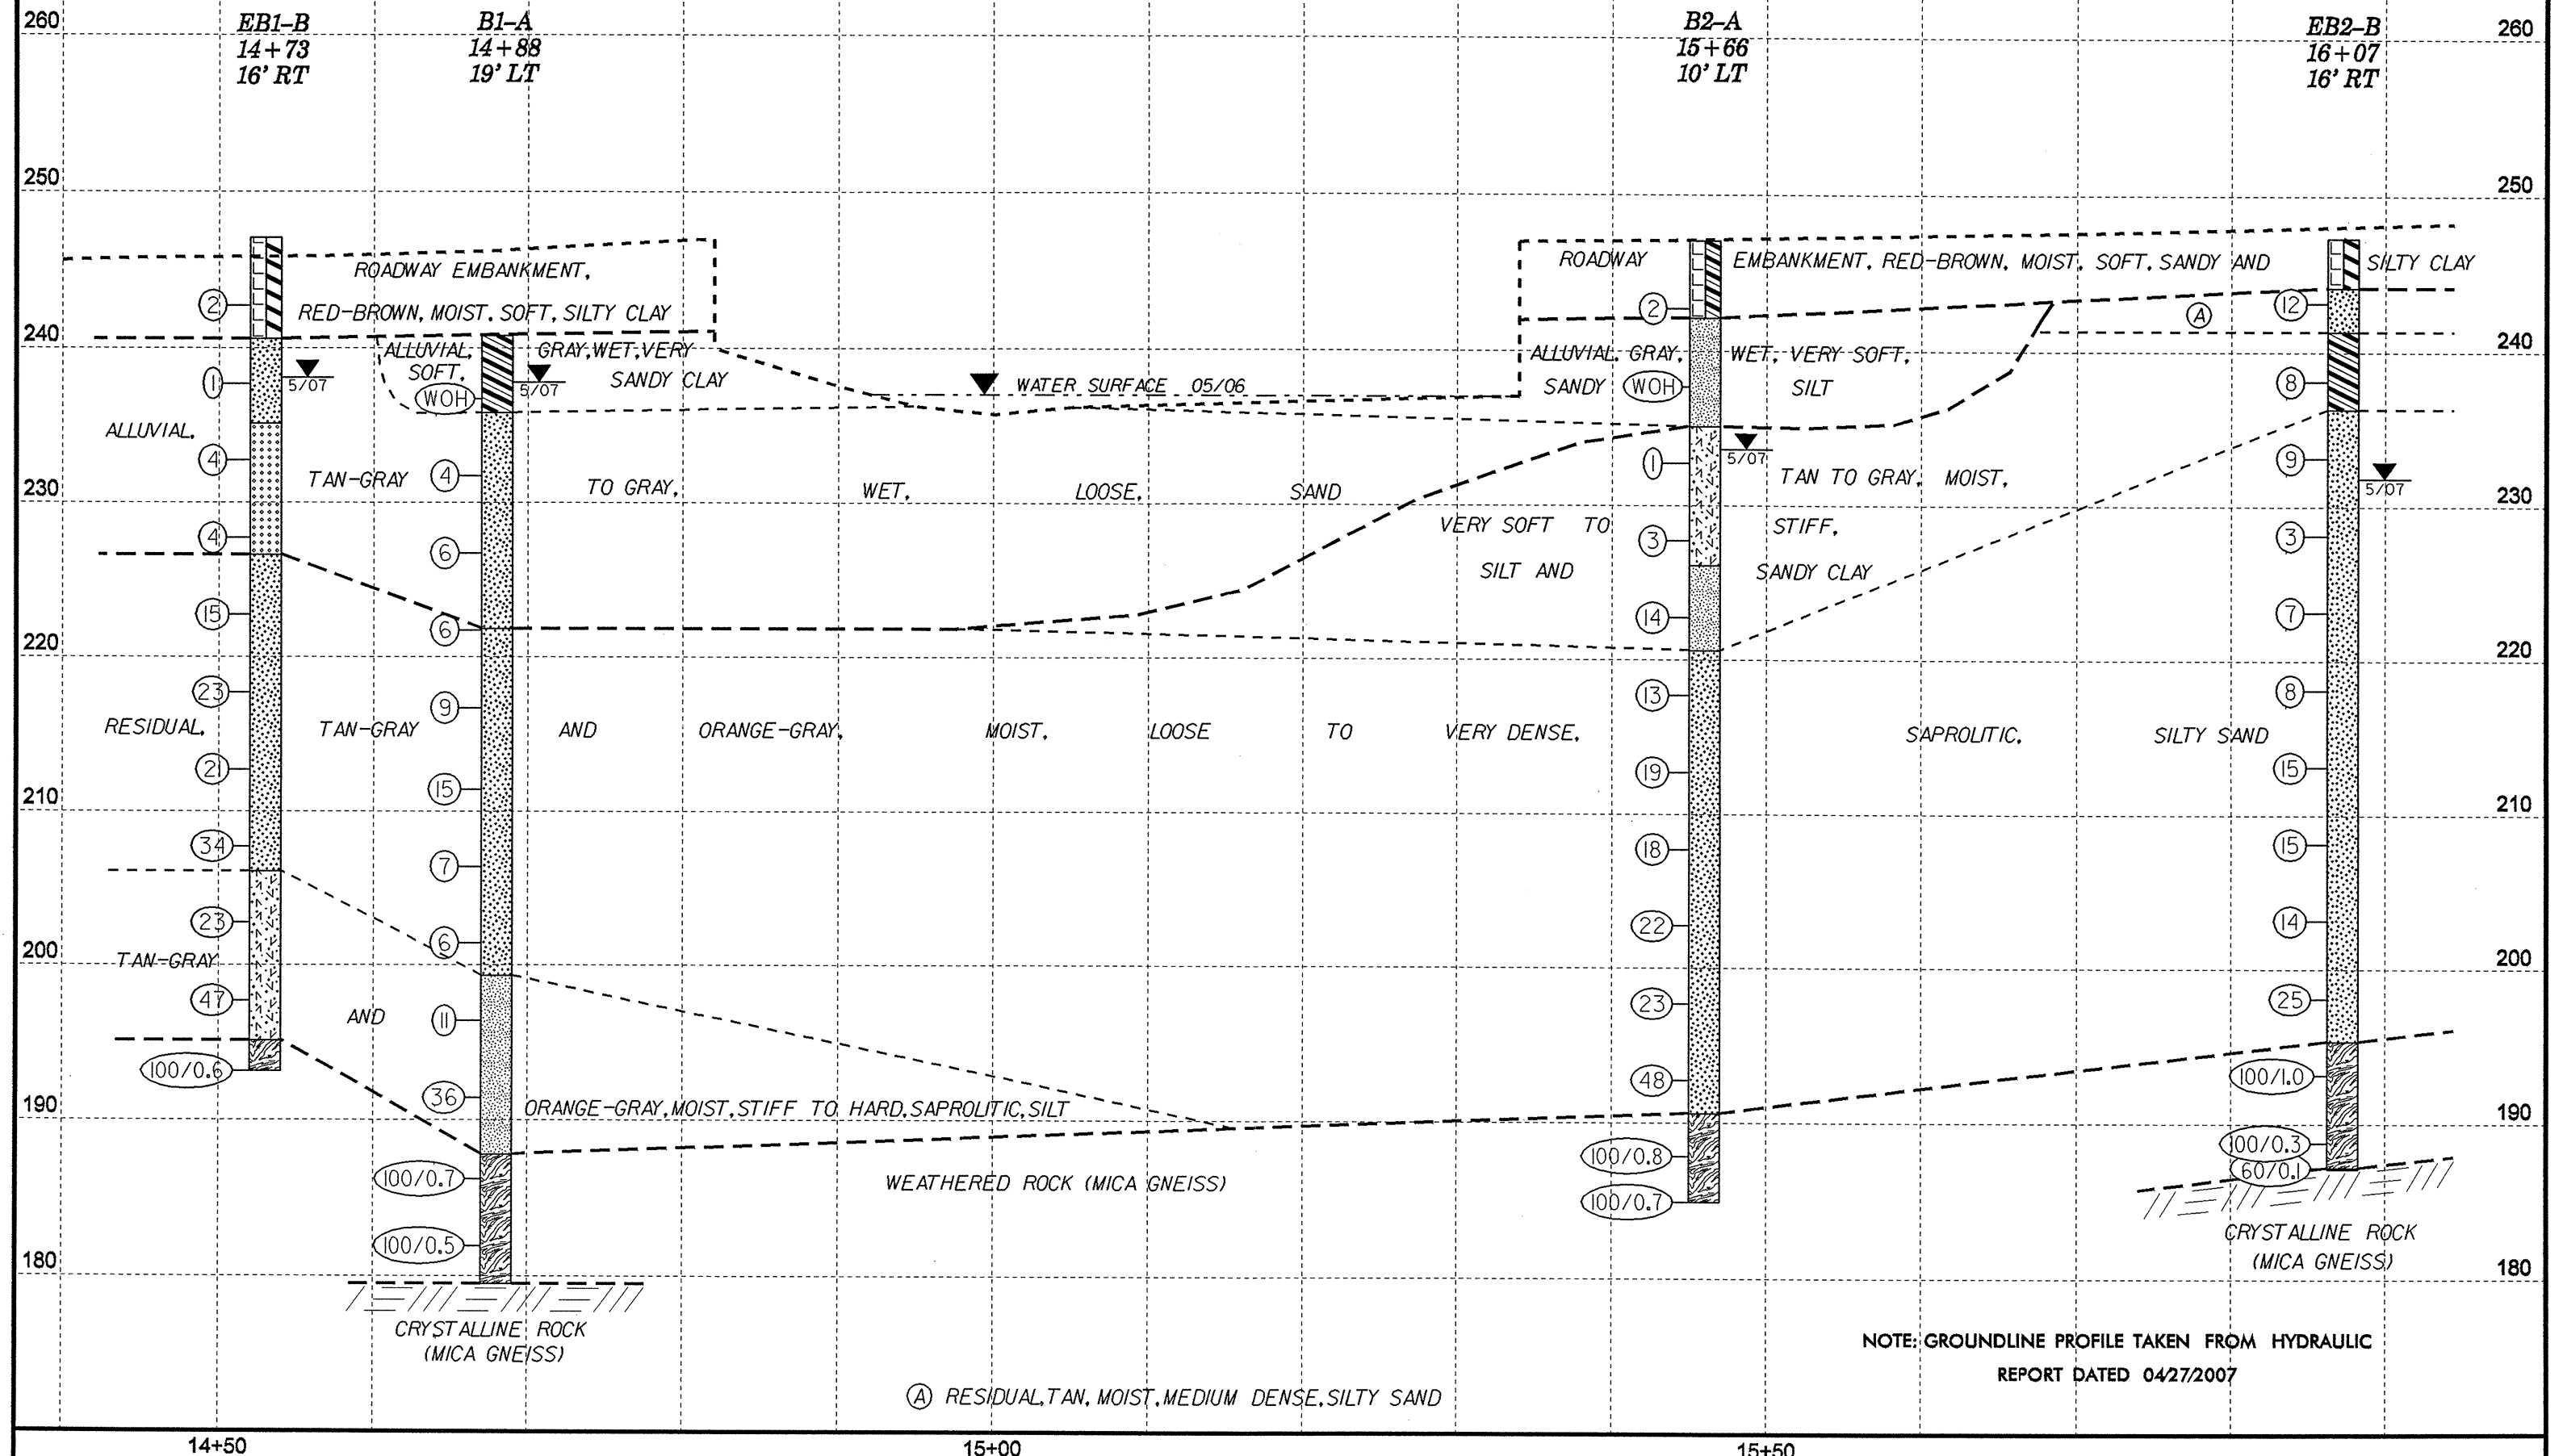 260
EB1-B
14+73
16' RT
B1-A
14+88
19' LT
B2-A
15+66
10' LT
EB2-B
16+07
16' RT
260
250
250
ROADWAY EMBANKMENT,
RED-BROWN, MOIST, SOFT, SILTY CLAY
ROADWAY EMBANKMENT, RED-BROWN, MOIST, SOFT, SANDY AND SILTY CLAY
2
2
12
A
240
240
ALLUVIAL, GRAY, WET, VERY
SOFT, SANDY CLAY
5/07
5/07
WATER SURFACE 05/06
ALLUVIAL, GRAY, WET, VERY SOFT,
SANDY SILT
1
WOH
WOH
8
ALLUVIAL, TAN-GRAY TO GRAY, WET, LOOSE, SAND
4
4
1
5/07
9
5/07
TAN TO GRAY, MOIST,
230
230
VERY SOFT TO STIFF,
SILT AND SANDY CLAY
4
6
3
3
15
6
14
7
220
220
23
9
13
8
RESIDUAL, TAN-GRAY AND ORANGE-GRAY, MOIST, LOOSE TO VERY DENSE, SAPROLITIC, SILTY SAND
21
15
19
15
210
210
34
7
18
15
23
6
22
14
200
200
TAN-GRAY AND
47
11
23
25
100/0.6
36
48
100/1.0
190
190
ORANGE-GRAY, MOIST, STIFF TO HARD, SAPROLITIC, SILT
100/0.7
100/0.8
100/0.3
60/0.1
WEATHERED ROCK (MICA GNEISS)
100/0.7
100/0.5
180
180
CRYSTALLINE ROCK
(MICA GNEISS)
CRYSTALLINE ROCK
(MICA GNEISS)
NOTE: GROUNDLINE PROFILE TAKEN FROM HYDRAULIC
REPORT DATED 04/27/2007
A RESIDUAL, TAN, MOIST, MEDIUM DENSE, SILTY SAND
14+50
15+00
15+50